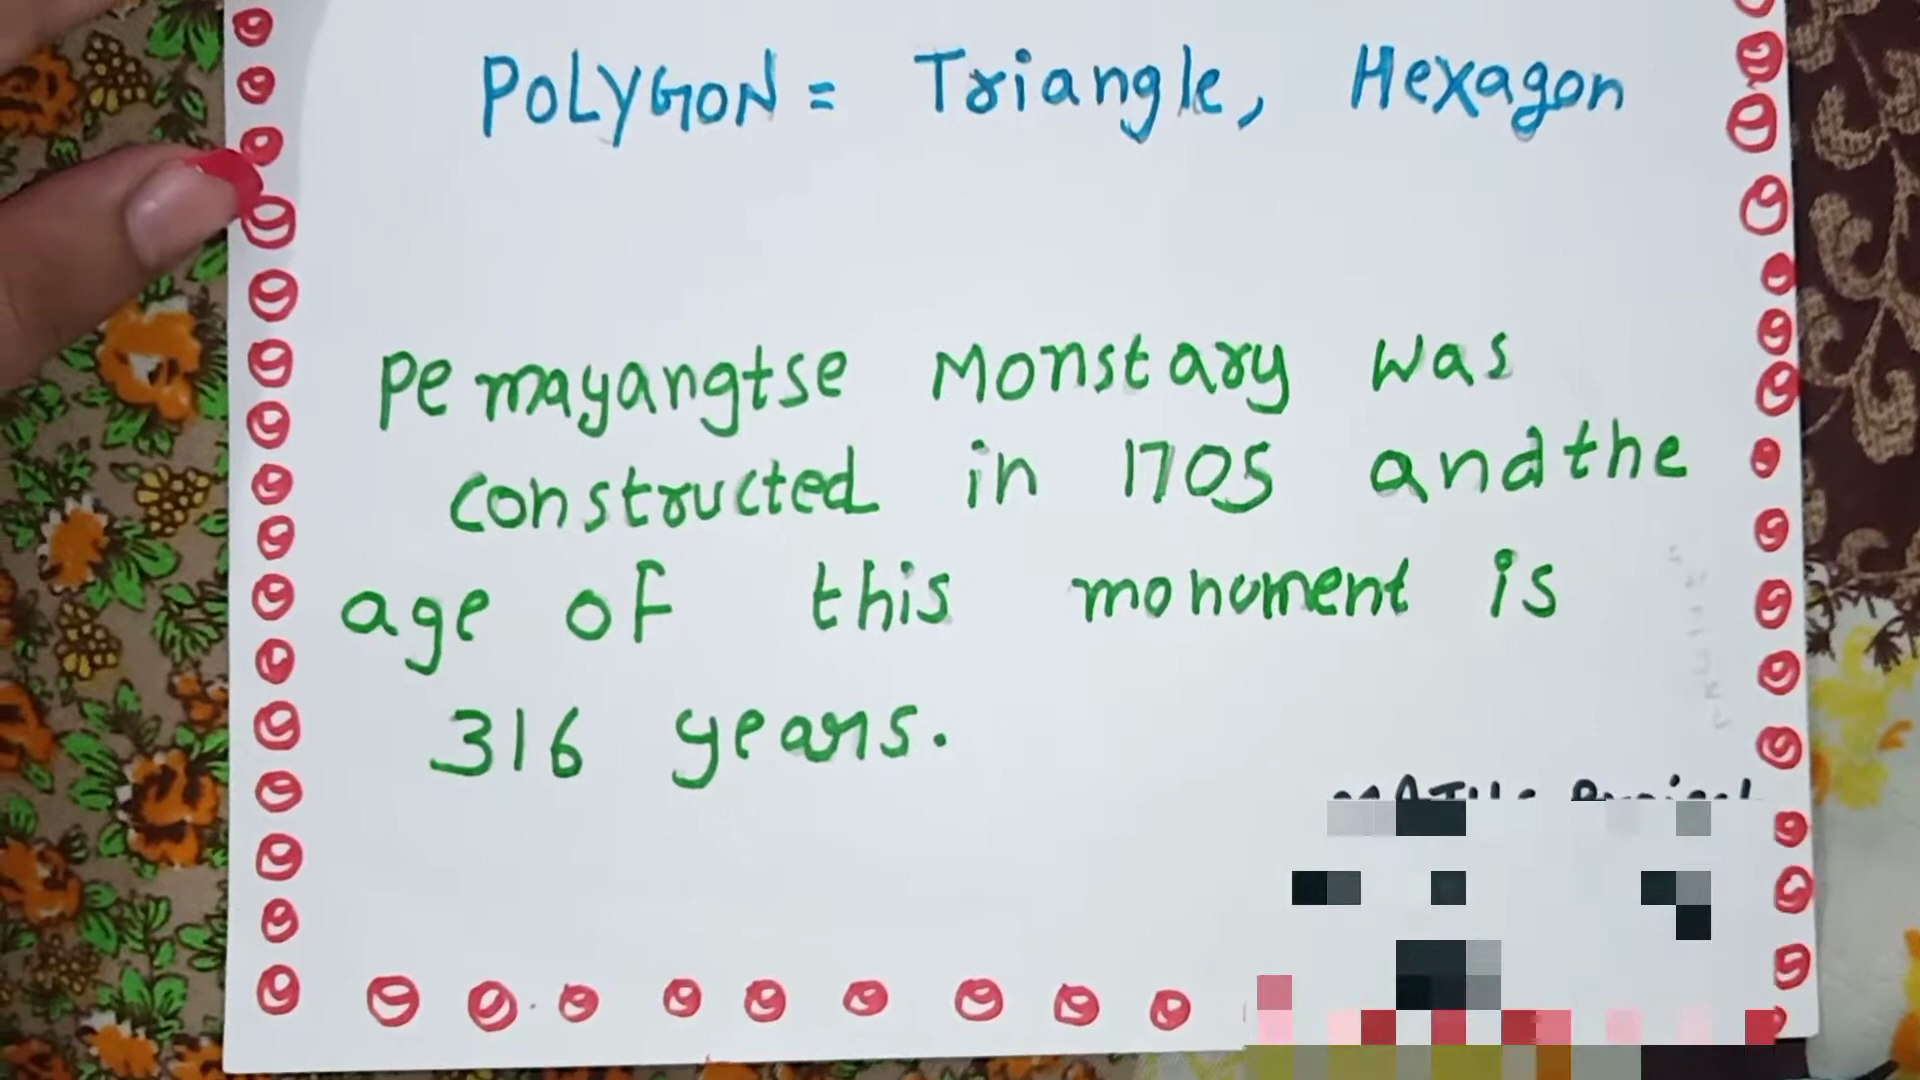 POLYGON = Triangle, Hexagon
Pemayangtse Monstary was
constructed in 1705 and the
age of this monument is
316 years.